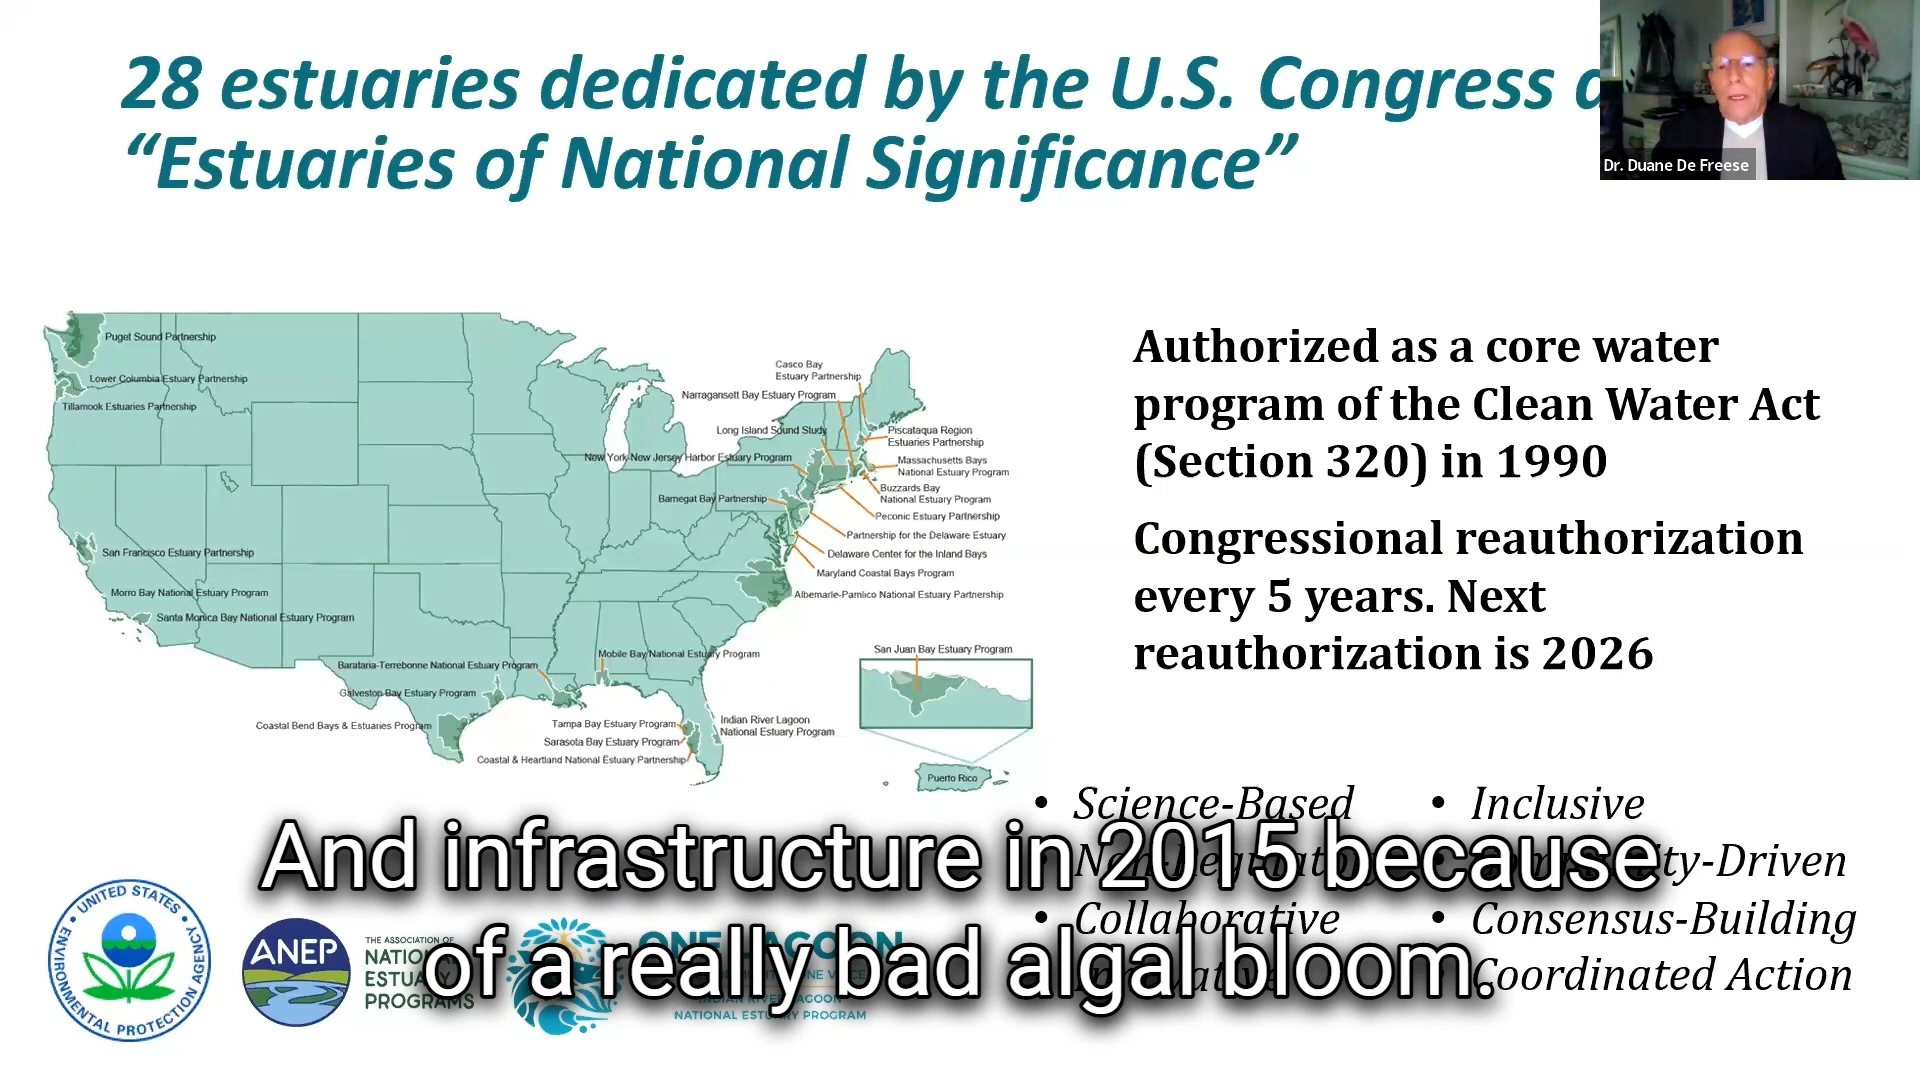 28 estuaries dedicated by the U.S. Congress
“Estuaries of National Significance”
Dr. Duane De Freese
Puget Sound Partnership
Lower Columbia Estuary Partnership
Tillamook Estuaries Partnership
San Francisco Estuary Partnership
Morro Bay National Estuary Program
Santa Monica Bay National Estuary Program
Casco Bay
Estuary Partnership
Narragansett Bay Estuary Program
Long Island Sound Study
New York-New Jersey Harbor Estuary Program
Barnegat Bay Partnership
Piscataqua Region
Estuaries Partnership
Massachusetts Bays
National Estuary Program
Buzzards Bay
National Estuary Program
Peconic Estuary Partnership
Partnership for the Delaware Estuary
Delaware Center for the Inland Bays
Maryland Coastal Bays Program
Albemarle-Pamlico National Estuary Partnership
Mobile Bay National Estuary Program
Barataria-Terrebonne National Estuary Program
Galveston Bay Estuary Program
Coastal Bend Bays & Estuaries Program
Tampa Bay Estuary Program
Sarasota Bay Estuary Program
Coastal & Heartland National Estuary Partnership
Indian River Lagoon
National Estuary Program
San Juan Bay Estuary Program
Puerto Rico
Authorized as a core water
program of the Clean Water Act
(Section 320) in 1990
Congressional reauthorization
every 5 years. Next
reauthorization is 2026
• Science-Based
• Collaborative
• Inclusive
-Driven
• Consensus-Building
• Coordinated Action
And infrastructure in 2015 because
of a really bad algal bloom.
UNITED STATES
ENVIRONMENTAL PROTECTION AGENCY
ANEP
THE ASSOCIATION OF
PROGRAMS
NATIONAL ESTUARY PROGRAM